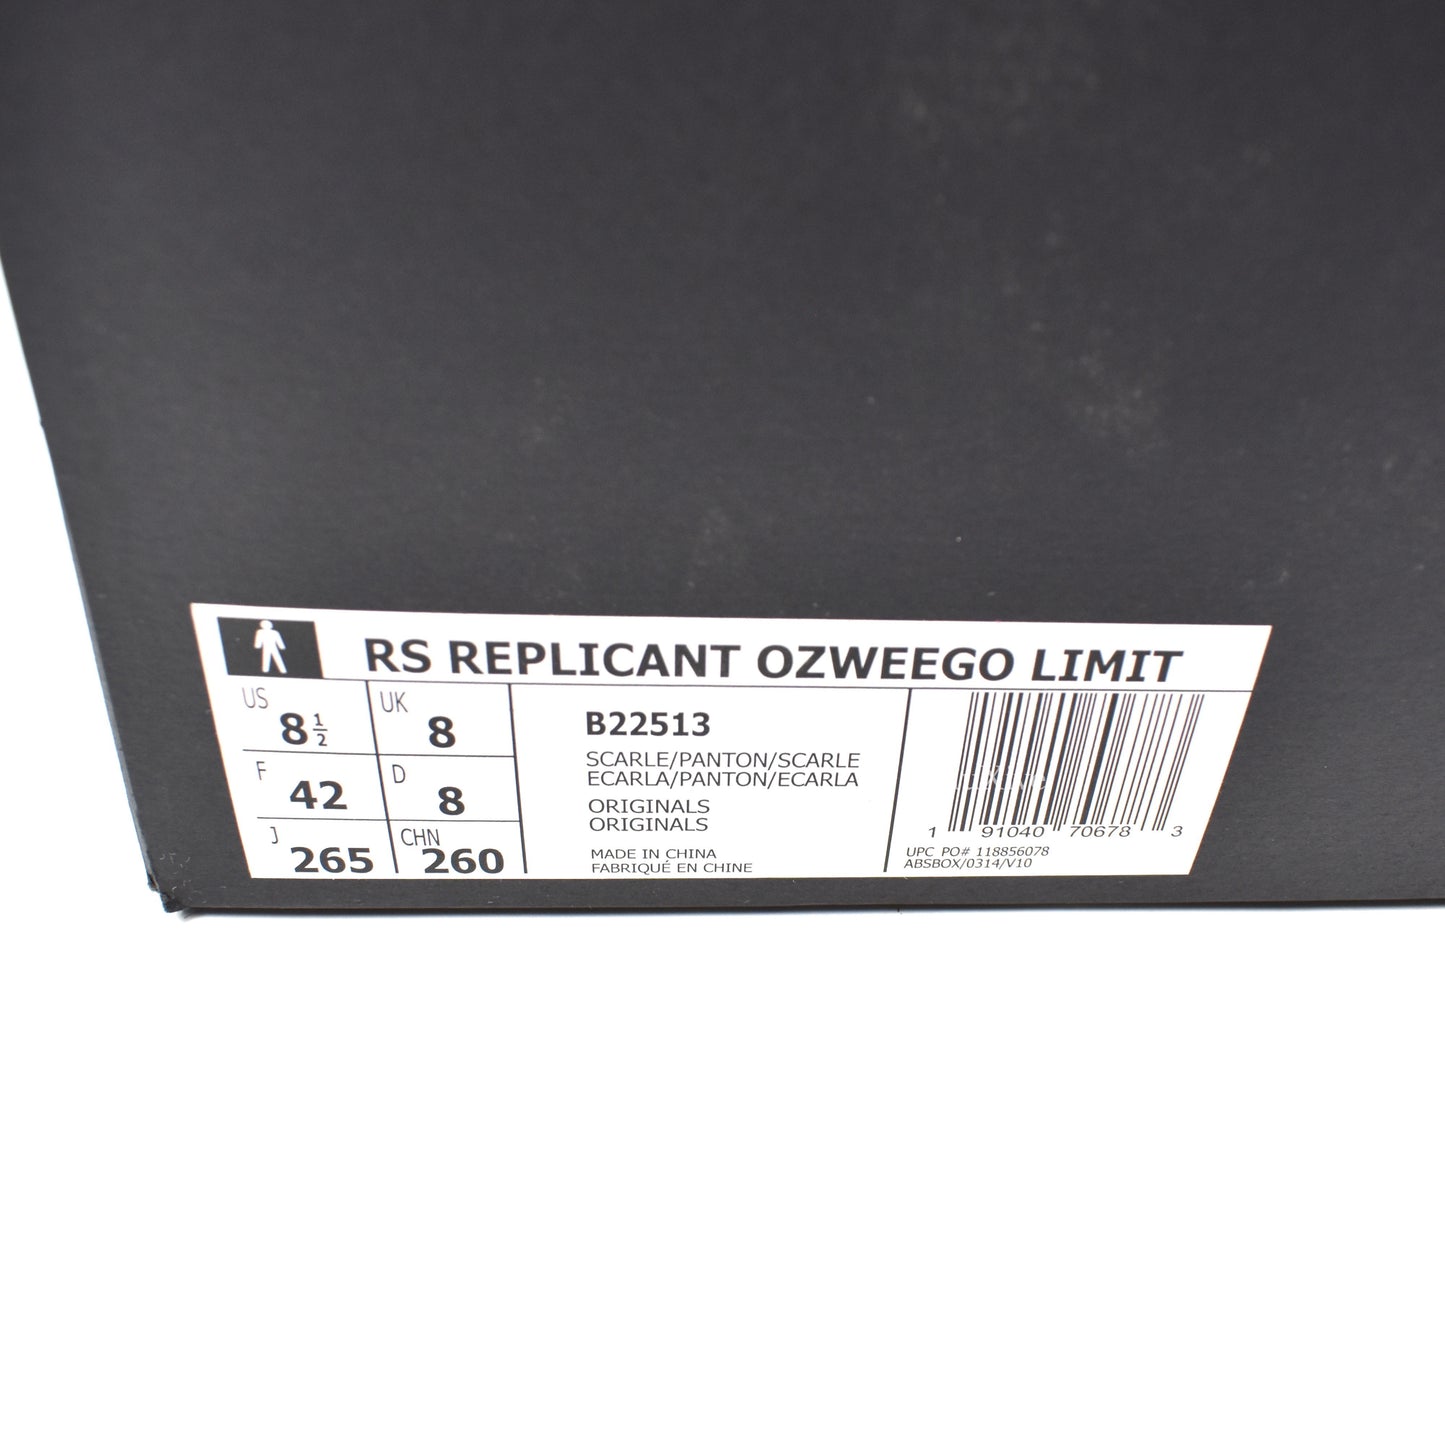 RS REPLICANT OZWEEGO LIMIT
US 8 1/2 UK 8
F 42 D 8
J 265 CHN 260
B22513
SCARLE/PANTON/SCARLE
ECARLA/PANTON/ECARLA
ORIGINALS
ORIGINALS
MADE IN CHINA
FABRIQUÉ EN CHINE
1 91040 70678 3
UPC PO# 118856078
ABSBOX/0314/V10